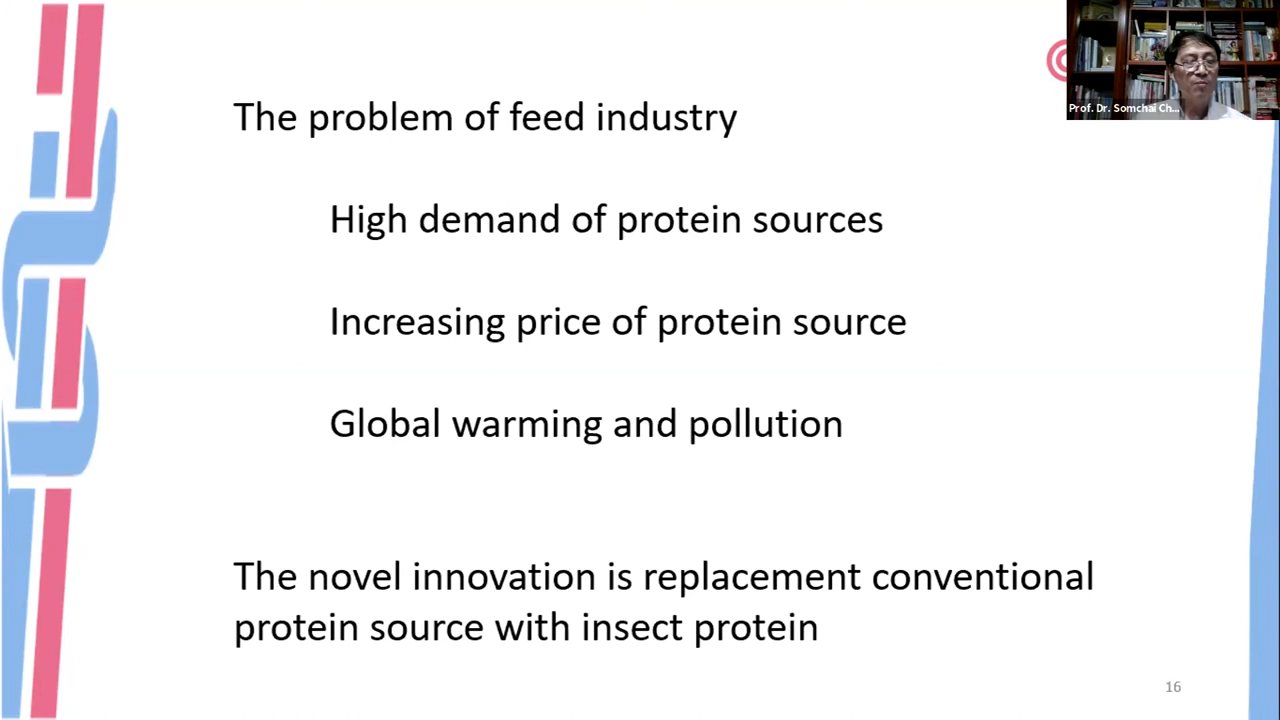 Prof. Dr. Somchai Ch...
The problem of feed industry
High demand of protein sources
Increasing price of protein source
Global warming and pollution
The novel innovation is replacement conventional
protein source with insect protein
16